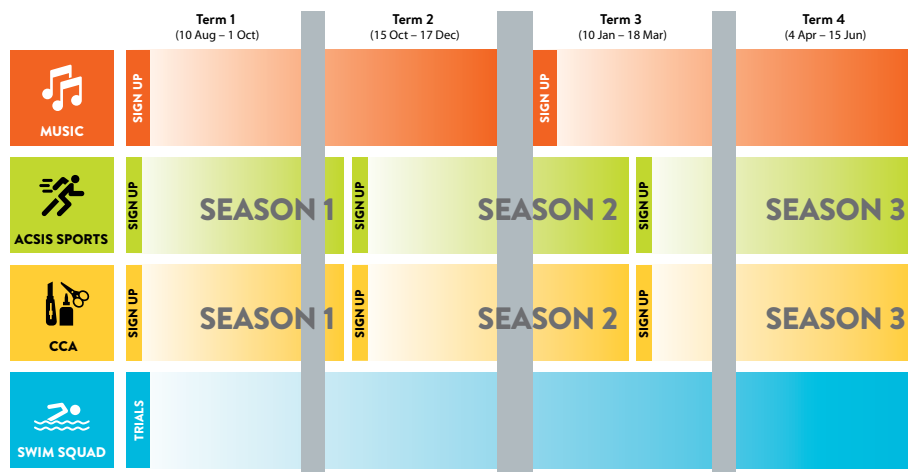 Term 1
(10 Aug – 1 Oct)
Term 2
(15 Oct – 17 Dec)
Term 3
(10 Jan – 18 Mar)
Term 4
(4 Apr – 15 Jun)
MUSIC
SIGN UP
SIGN UP
ACSIS SPORTS
SIGN UP
SEASON 1
SIGN UP
SEASON 2
SIGN UP
SEASON 3
CCA
SIGN UP
SEASON 1
SIGN UP
SEASON 2
SIGN UP
SEASON 3
SWIM SQUAD
TRIALS